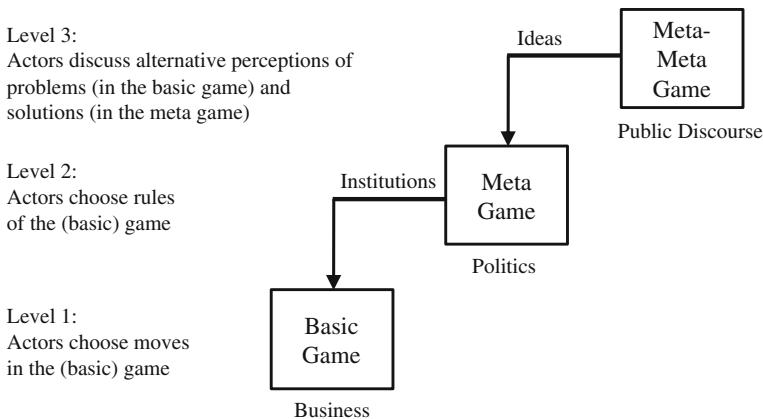 Level 3:
Actors discuss alternative perceptions of
problems (in the basic game) and
solutions (in the meta game)
Ideas
Meta-
Meta
Game
Public Discourse
Level 2:
Actors choose rules
of the (basic) game
Institutions
Meta
Game
Politics
Level 1:
Actors choose moves
in the (basic) game
Basic
Game
Business